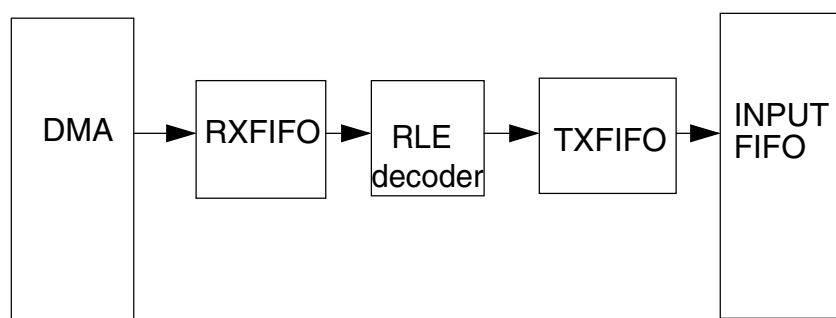 DMA
RXFIFO
RLE
decoder
TXFIFO
INPUT
FIFO